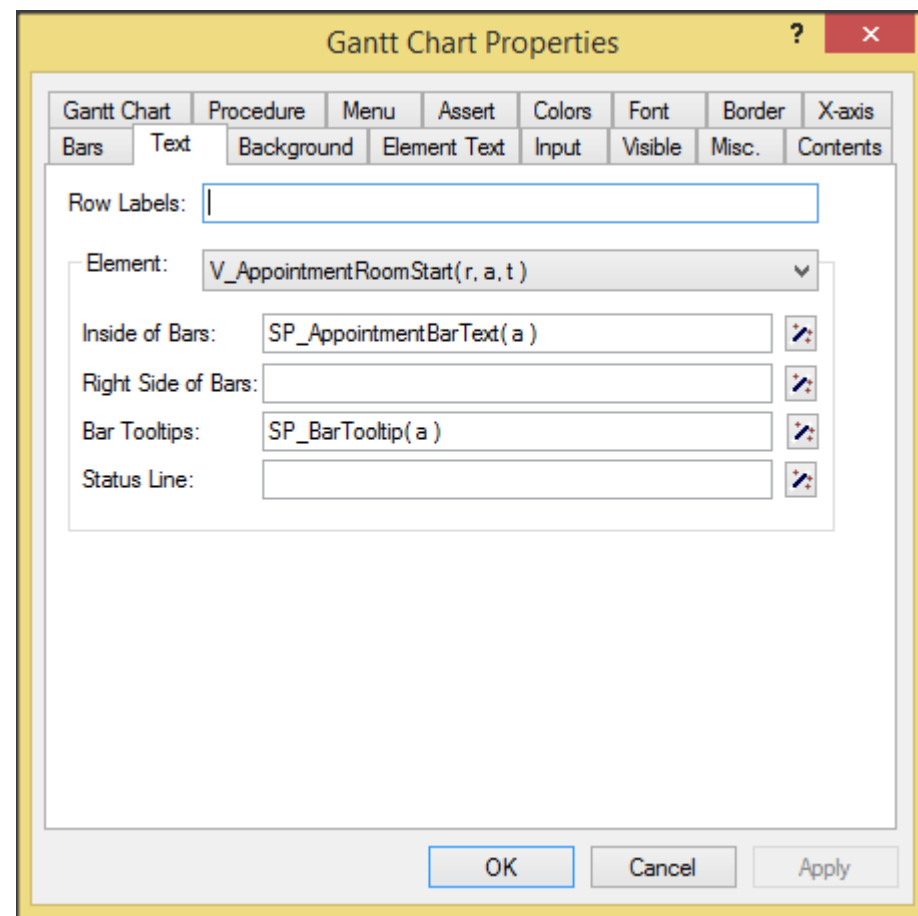 Gantt Chart Properties ? ×
Gantt Chart Procedure Menu Assert Colors Font Border X-axis
Bars Text Background Element Text Input Visible Misc. Contents
Row Labels:
Element: V_AppointmentRoomStart( r, a, t )
Inside of Bars: SP_AppointmentBarText( a )
Right Side of Bars:
Bar Tooltips: SP_BarTooltip( a )
Status Line:
OK Cancel Apply